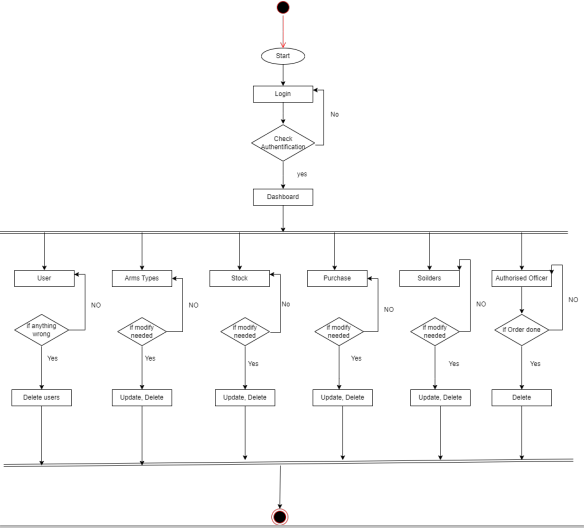 Start
Login
No
Check
Authentification
yes
Dashboard
User
Arms Types
Stock
Purchase
Soilders
Authorised Officer
NO
NO
No
NO
NO
NO
if anything
wrong
if modify
needed
if modify
needed
if modify
needed
if modify
needed
if Order done
Yes
Yes
Yes
Yes
Yes
Yes
Delete users
Update, Delete
Update, Delete
Update, Delete
Update, Delete
Delete